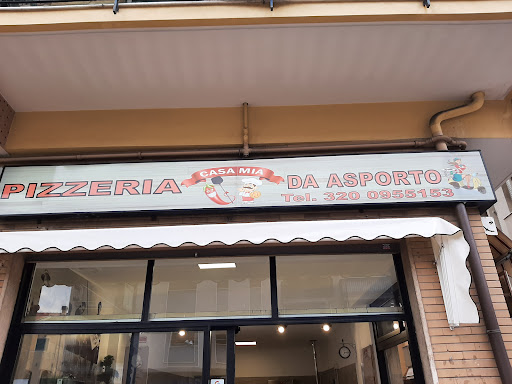 PIZZERIA
CASA MIA
DA ASPORTO
Tel. 320 0955153